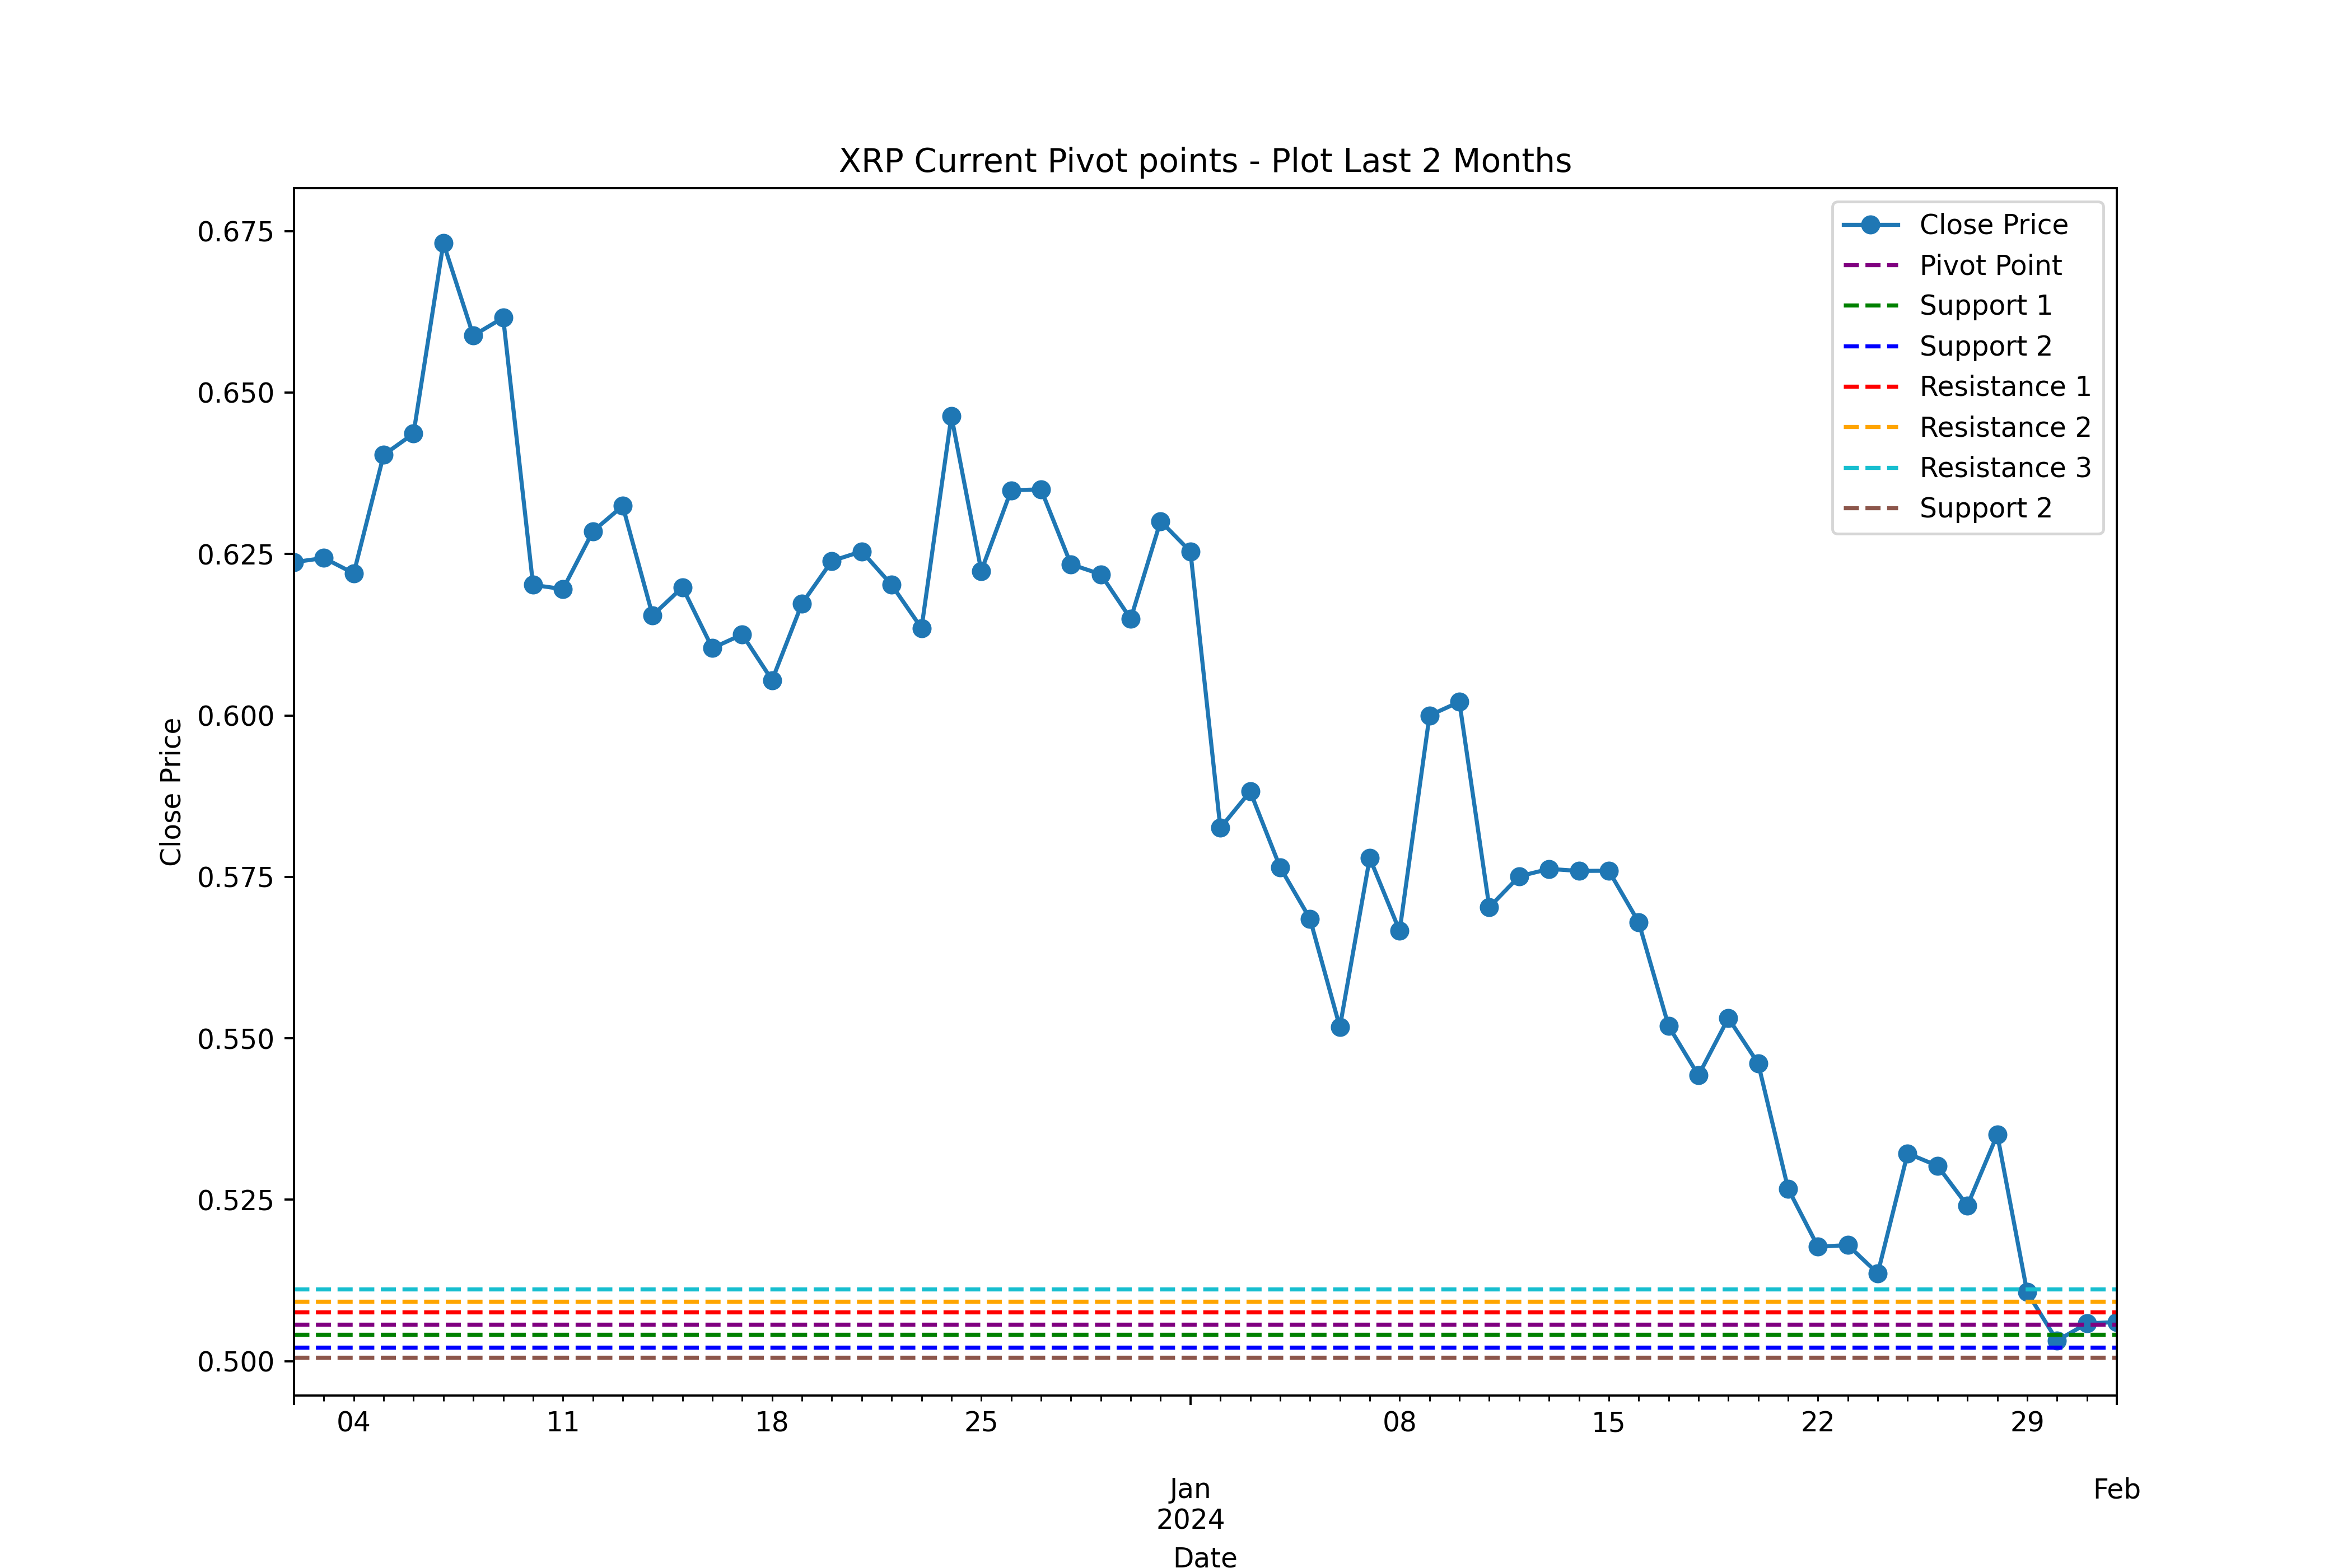 XRP Current Pivot points - Plot Last 2 Months
Close Price
Pivot Point
Support 1
Support 2
Resistance 1
Resistance 2
Resistance 3
Support 2
Close Price
0.675
0.650
0.625
0.600
0.575
0.550
0.525
0.500
04 11 18 25 08 15 22 29
Jan Feb
2024
Date